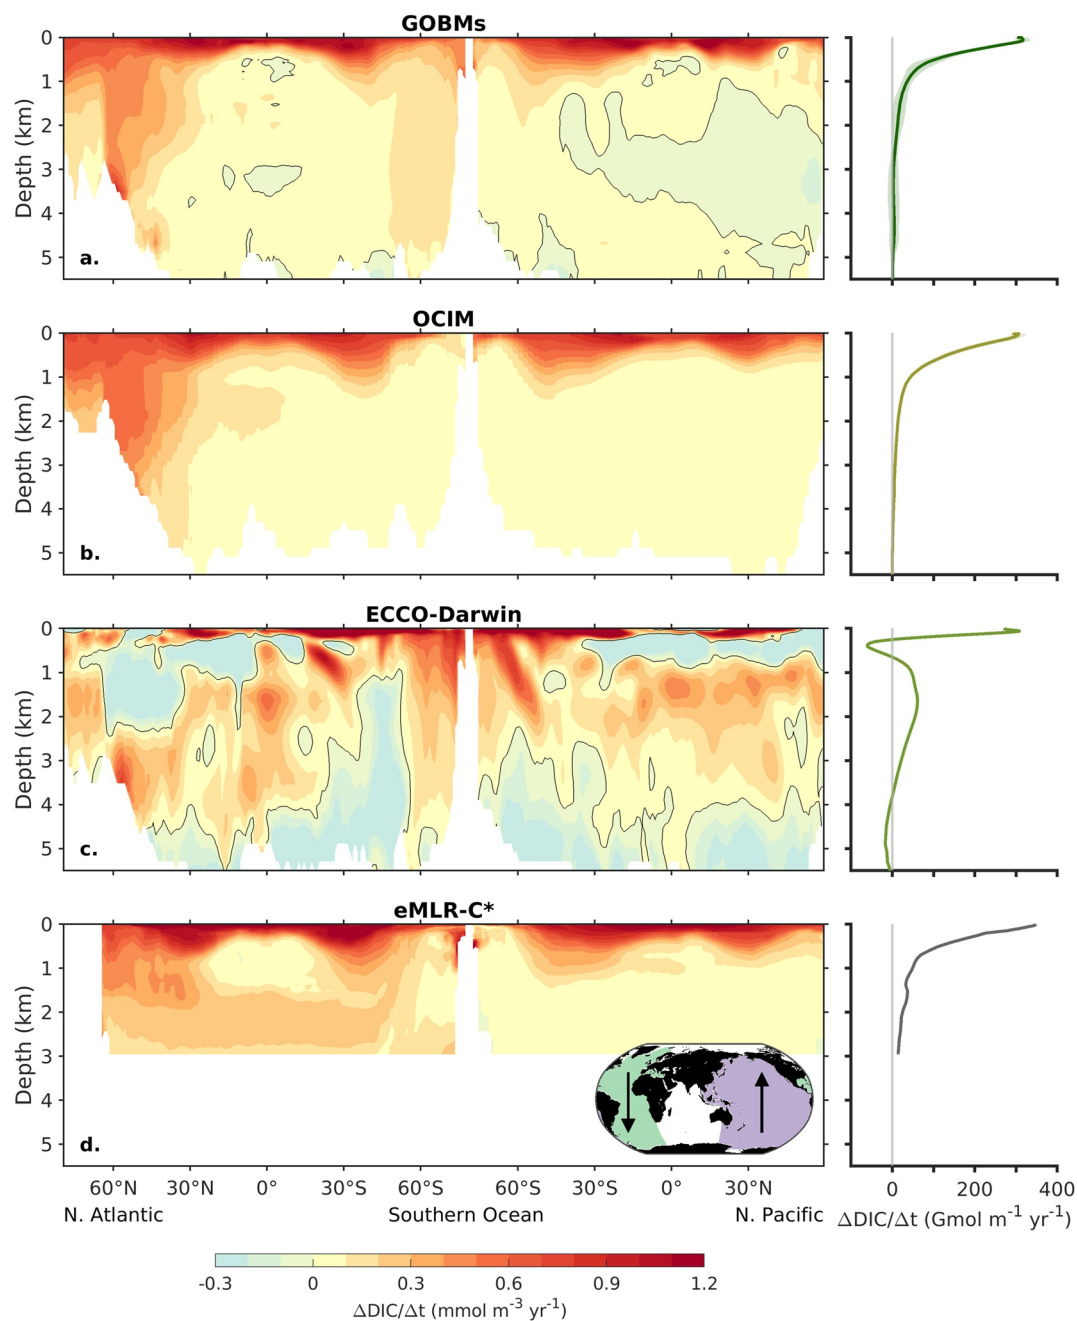 GOBMs
0
1
2
3
4
5
Depth (km)
a.
OCIM
0
1
2
3
4
5
Depth (km)
b.
ECCO-Darwin
0
1
2
3
4
5
Depth (km)
c.
eMLR-C*
0
1
2
3
4
5
Depth (km)
d.
60°N 30°N 0° 30°S 60°S 60°S 30°S 0° 30°N
N. Atlantic Southern Ocean N. Pacific
0 200 400
ΔDIC/Δt (Gmol m⁻¹ yr⁻¹)
-0.3 0 0.3 0.6 0.9 1.2
ΔDIC/Δt (mmol m⁻³ yr⁻¹)